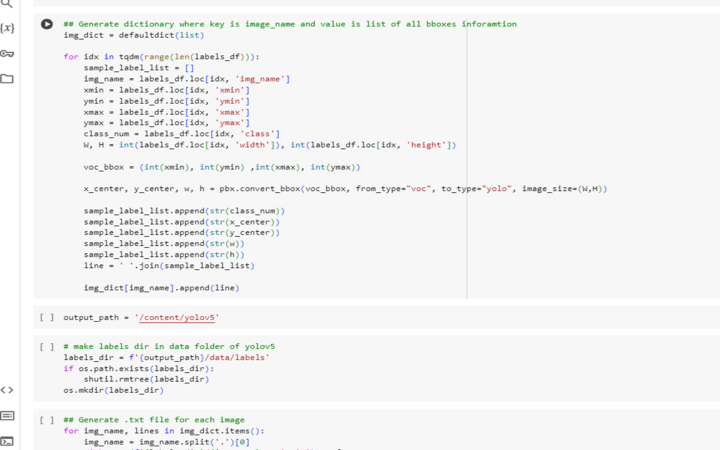 ## Generate dictionary where key is image_name and value is list of all bboxes inforamtion
img_dict = defaultdict(list)
for idx in tqdm(range(len(labels_df))):
sample_label_list = []
img_name = labels_df.loc[idx, 'img_name']
xmin = labels_df.loc[idx, 'xmin']
ymin = labels_df.loc[idx, 'ymin']
xmax = labels_df.loc[idx, 'xmax']
ymax = labels_df.loc[idx, 'ymax']
class_num = labels_df.loc[idx, 'class']
W, H = int(labels_df.loc[idx, 'width']), int(labels_df.loc[idx, 'height'])
voc_bbox = (int(xmin), int(ymin) ,int(xmax), int(ymax))
x_center, y_center, w, h = pbx.convert_bbox(voc_bbox, from_type="voc", to_type="yolo", image_size=(W,H))
sample_label_list.append(str(class_num))
sample_label_list.append(str(x_center))
sample_label_list.append(str(y_center))
sample_label_list.append(str(w))
sample_label_list.append(str(h))
line = ' '.join(sample_label_list)
img_dict[img_name].append(line)
[ ] output_path = '/content/yolov5'
[ ] # make labels dir in data folder of yolov5
labels_dir = f'{output_path}/data/labels'
if os.path.exists(labels_dir):
shutil.rmtree(labels_dir)
os.mkdir(labels_dir)
[ ] ## Generate .txt file for each image
for img_name, lines in img_dict.items():
img_name = img_name.split('.')[0]